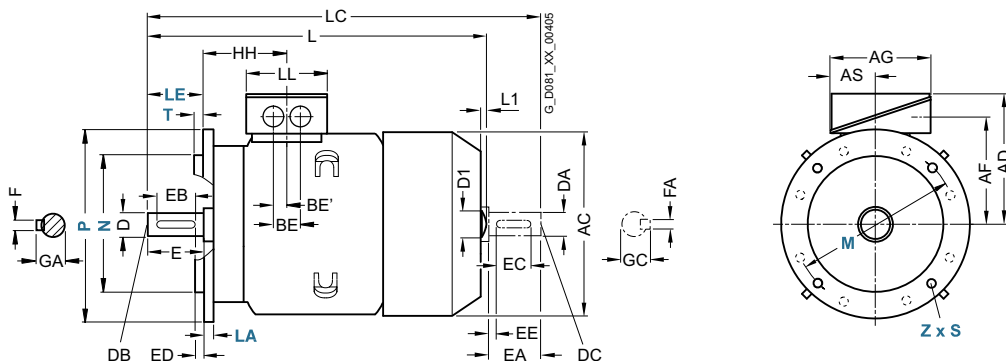 LC
L
HH
LL
LE
T
L1
G_D081_XX_00405
F
GA
P
N
D
EB
E
BE'
BE
D1
DA
AC
FA
GC
EC
LA
DB
ED
EE
EA
DC
AG
AS
AF
AD
M
Z x S